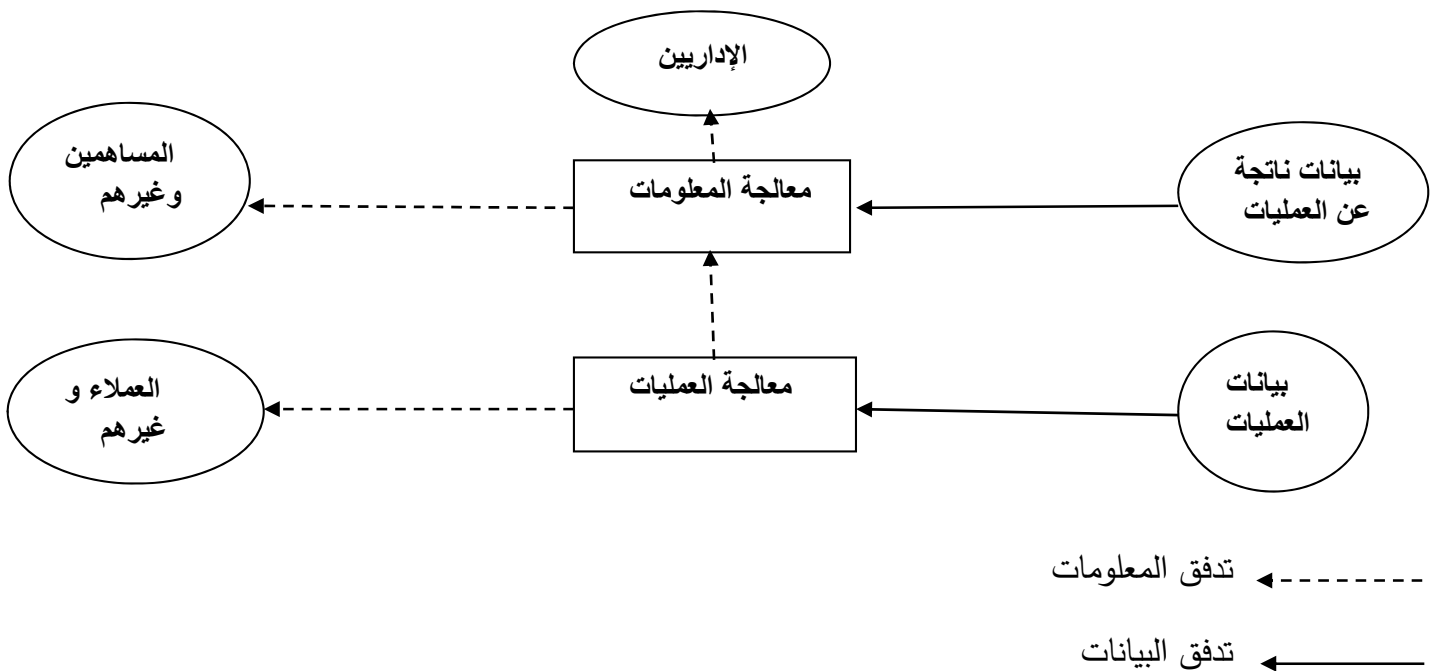 الإداريين
المساهمين
وغيرهم
معالجة المعلومات
بيانات ناتجة
عن العمليات
العملاء و
غيرهم
معالجة العمليات
بيانات
العمليات
تدفق المعلومات
تدفق البيانات